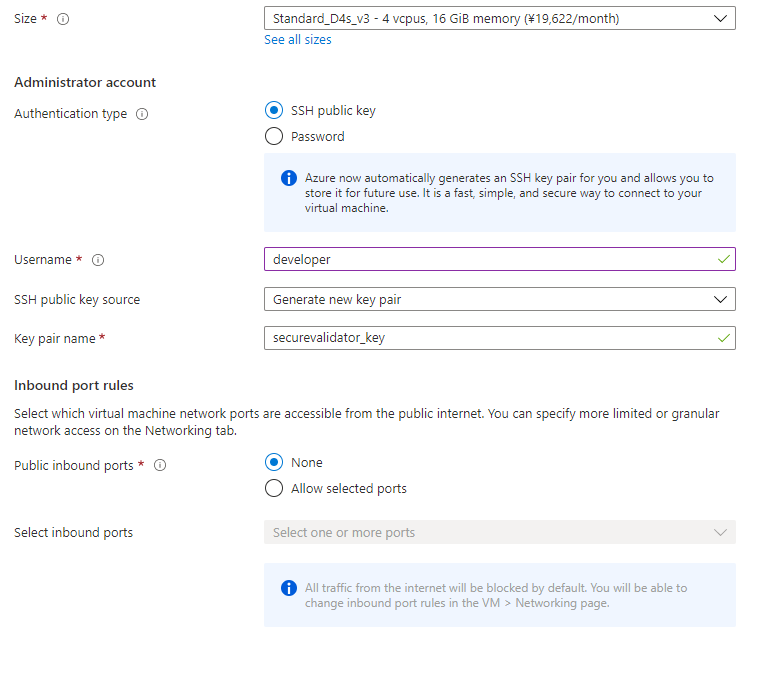 Size *
Standard_D4s_v3 - 4 vcpus, 16 GiB memory (¥19,622/month)
See all sizes
Administrator account
Authentication type
SSH public key
Password
Azure now automatically generates an SSH key pair for you and allows you to
store it for future use. It is a fast, simple, and secure way to connect to your
virtual machine.
Username *
developer
SSH public key source
Generate new key pair
Key pair name *
securevalidator_key
Inbound port rules
Select which virtual machine network ports are accessible from the public internet. You can specify more limited or granular
network access on the Networking tab.
Public inbound ports *
None
Allow selected ports
Select inbound ports
Select one or more ports
All traffic from the internet will be blocked by default. You will be able to
change inbound port rules in the VM > Networking page.